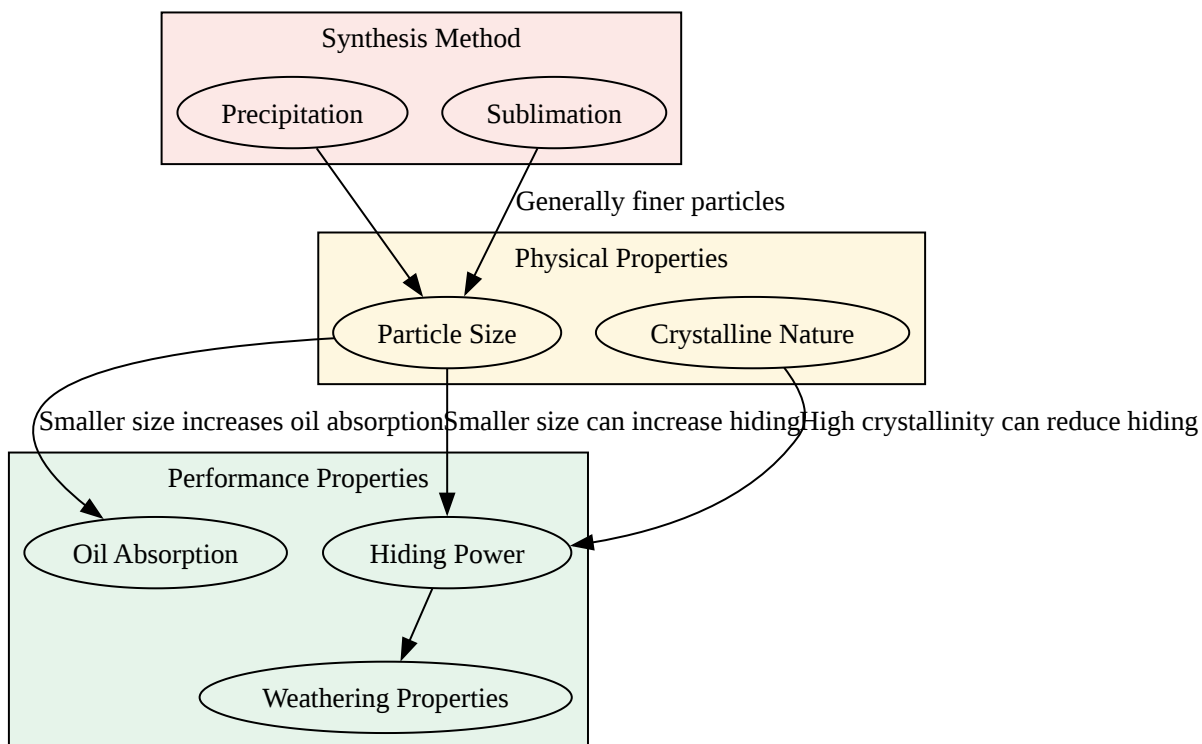 Synthesis Method
Precipitation
Sublimation
Generally finer particles
Physical Properties
Particle Size
Crystalline Nature
Smaller size increases oil absorption
Smaller size can increase hiding
High crystallinity can reduce hiding
Performance Properties
Oil Absorption
Hiding Power
Weathering Properties